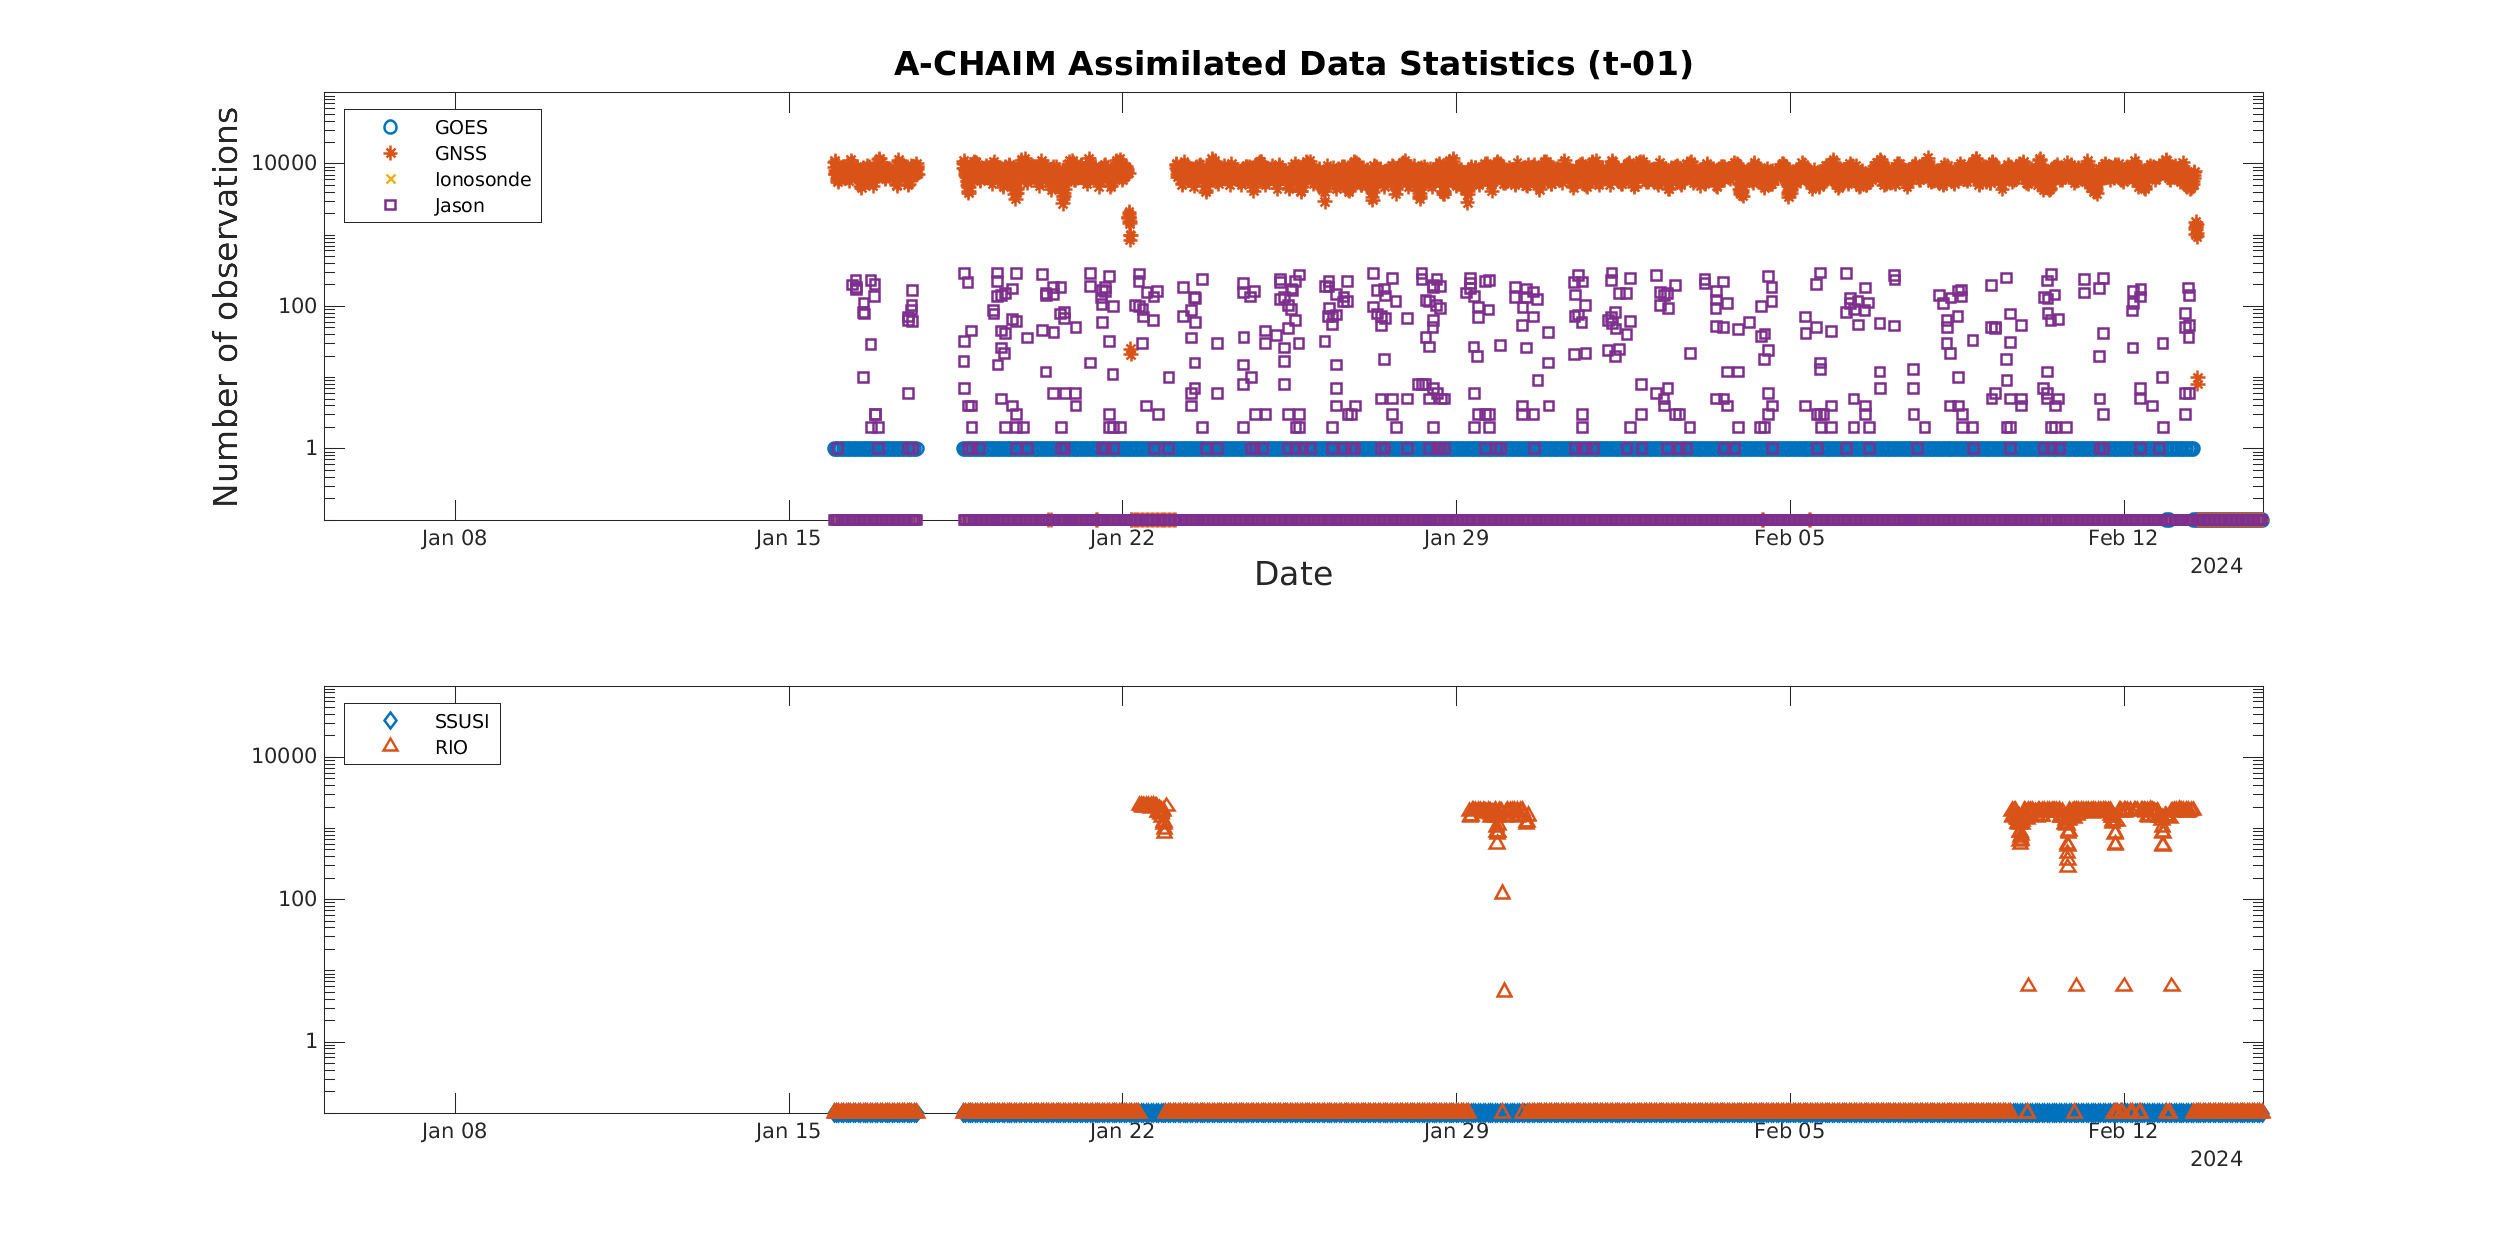 A-CHAIM Assimilated Data Statistics (t-01)
Number of observations
GOES
GNSS
Ionosonde
Jason
10000
100
1
Jan 08
Jan 15
Jan 22
Jan 29
Feb 05
Feb 12
2024
Date
SSUSI
RIO
10000
100
1
Jan 08
Jan 15
Jan 22
Jan 29
Feb 05
Feb 12
2024